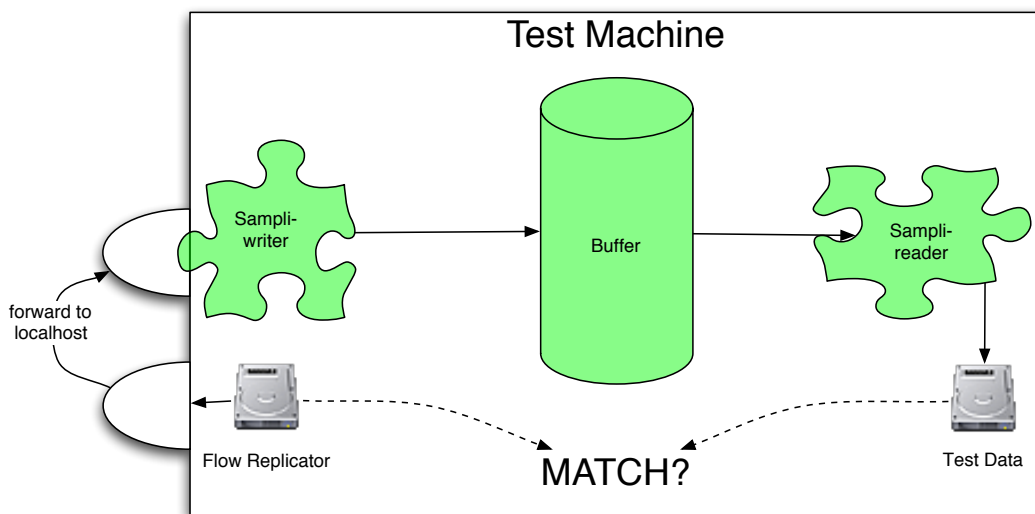 Test Machine
Sampli-
writer
Buffer
Sampli-
reader
forward to
localhost
Flow Replicator
MATCH?
Test Data